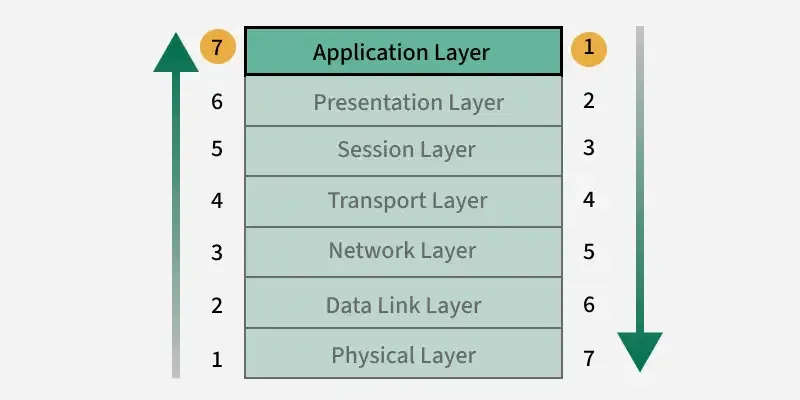 7 Application Layer 1
6 Presentation Layer 2
5 Session Layer 3
4 Transport Layer 4
3 Network Layer 5
2 Data Link Layer 6
1 Physical Layer 7